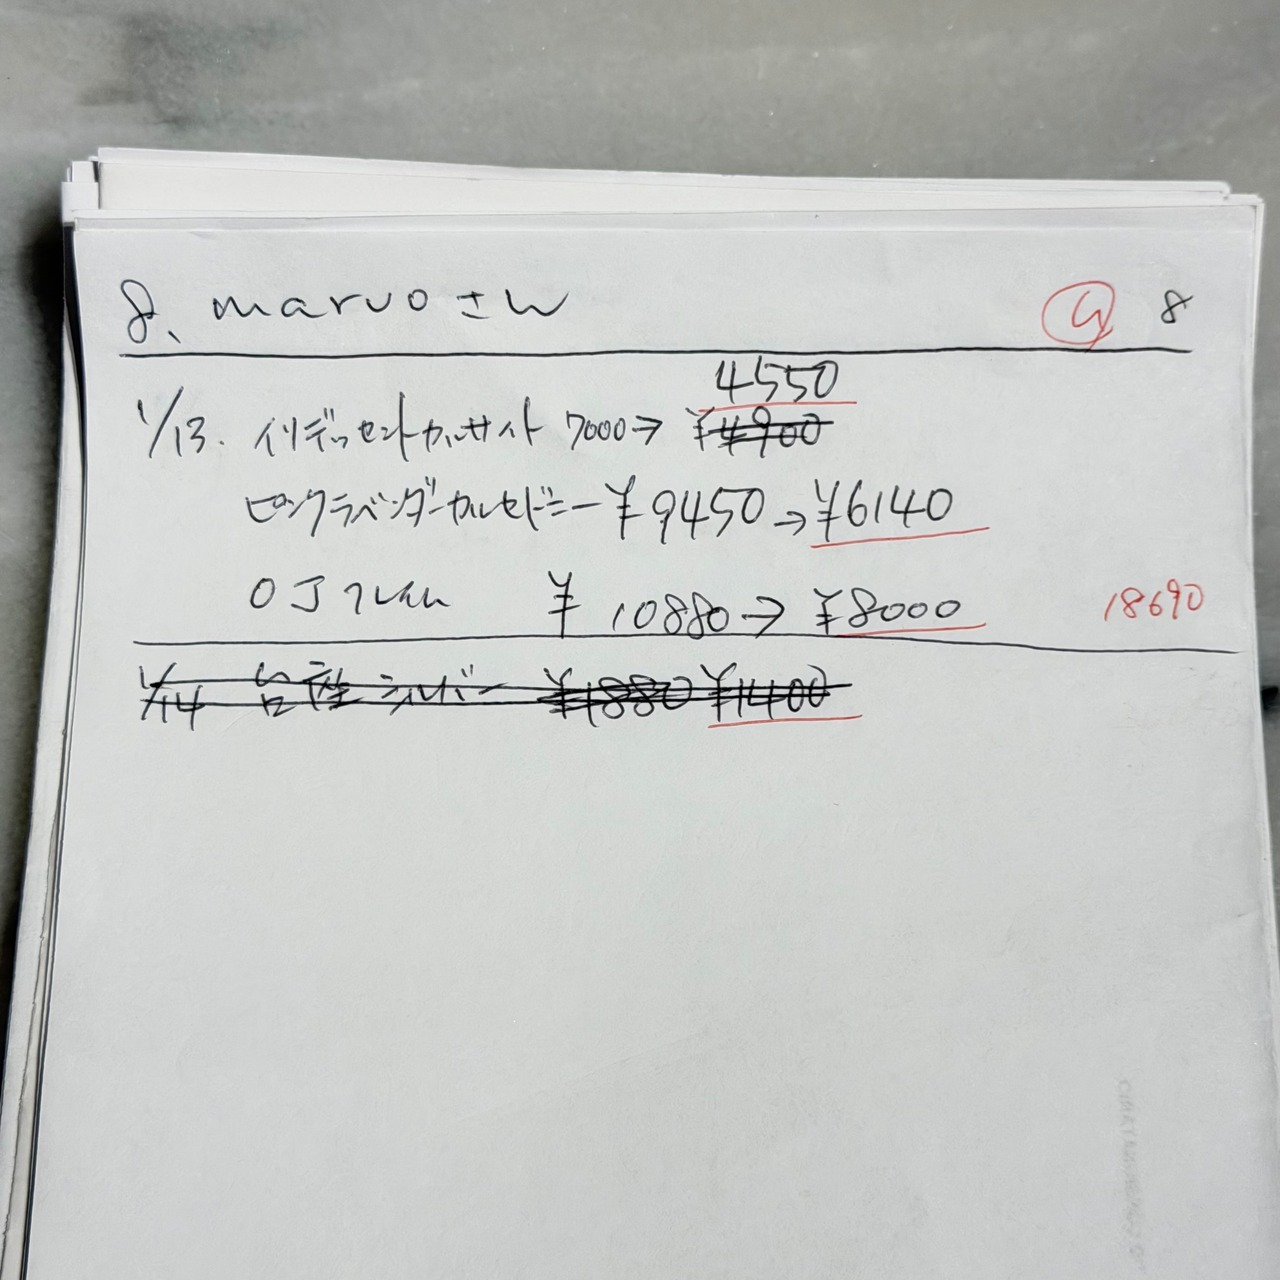 8、maruoさん 8
4550
1/13. イリデッセントカルサイト 7000→ ¥4900
ピンクラベンダーカルセドニー ¥9450→¥6140
OJフレーム ¥10880→ ¥8000 18690
1/14 台座シルバー ¥1880 ¥1400